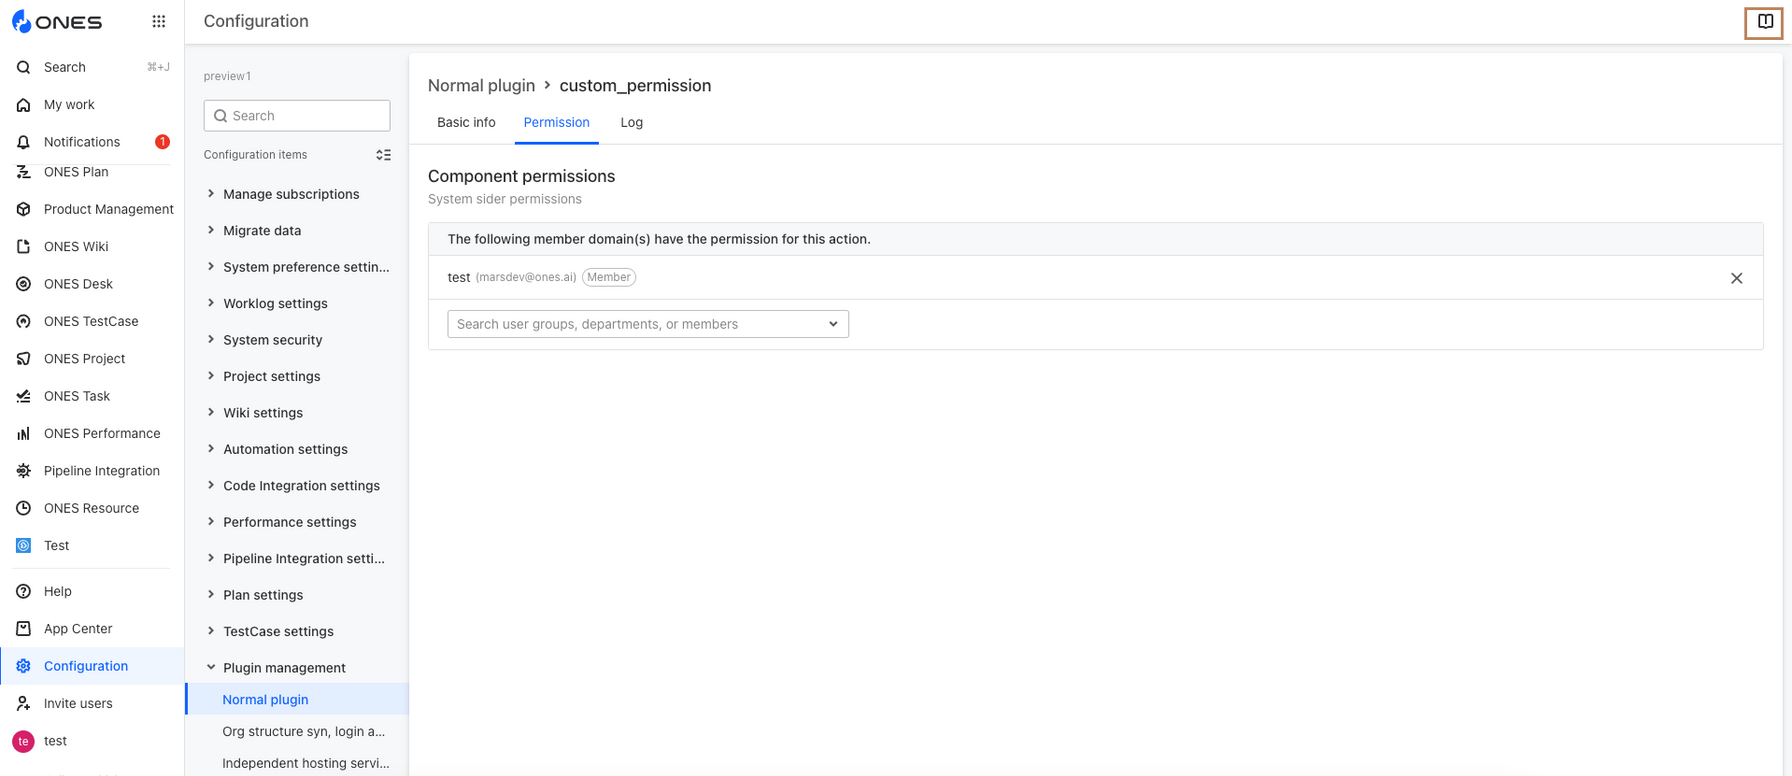 ONES
Search ⌘+J
My work
Notifications 1
ONES Plan
Product Management
ONES Wiki
ONES Desk
ONES TestCase
ONES Project
ONES Task
ONES Performance
Pipeline Integration
ONES Resource
Test
Help
App Center
Configuration
Invite users
te test
Configuration
preview1
Search
Configuration items
Manage subscriptions
Migrate data
System preference settin...
Worklog settings
System security
Project settings
Wiki settings
Automation settings
Code Integration settings
Performance settings
Pipeline Integration setti...
Plan settings
TestCase settings
Plugin management
Normal plugin
Org structure syn, login a...
Independent hosting servi...
Normal plugin > custom_permission
Basic info Permission Log
Component permissions
System sider permissions
The following member domain(s) have the permission for this action.
test (marsdev@ones.ai) Member
Search user groups, departments, or members